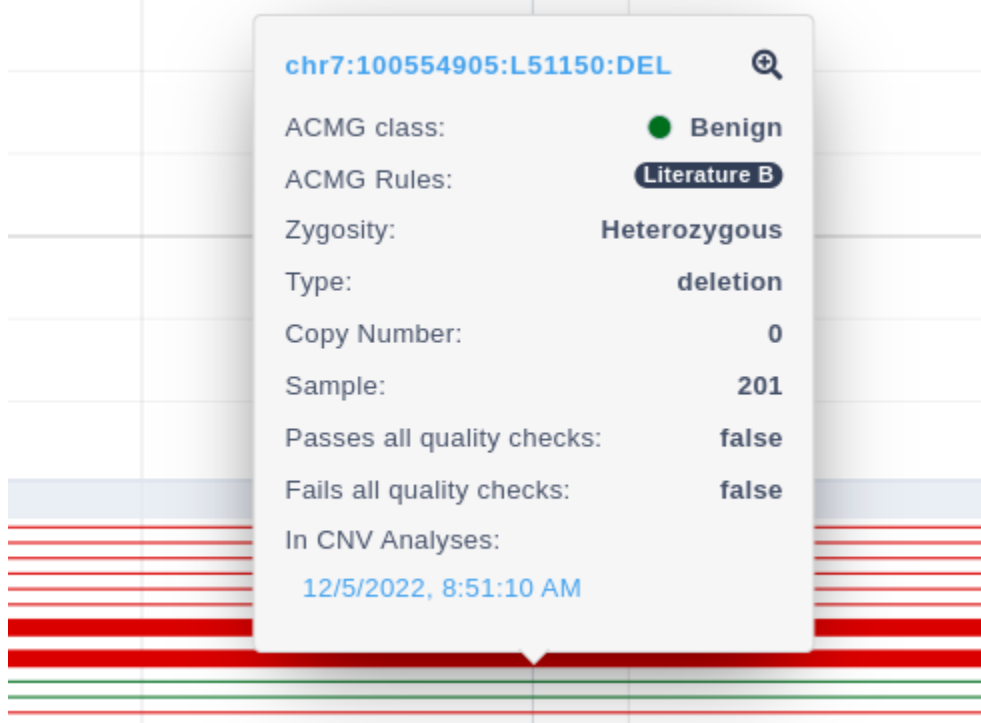 chr7:100554905:L51150:DEL
ACMG class: Benign
ACMG Rules: Literature B
Zygosity: Heterozygous
Type: deletion
Copy Number: 0
Sample: 201
Passes all quality checks: false
Fails all quality checks: false
In CNV Analyses:
12/5/2022, 8:51:10 AM